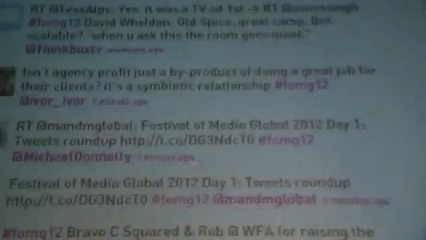 RT @TessAlps: Yes. It was a TV ad 1st -> RT
#fomg12 David Wheldon: Old Spice, great camp. But
scalable? " when u ask this the room goes quiet."
@Thinkboxtv
Isn't agency profit just a by-product of doing a great job for
their clients? it's a symbiotic relationship #fomg12
@ivor_ivor
RT @mandmglobal: Festival of Media Global 2012 Day 1:
Tweets roundup http://t.co/DG3NdcT0 #fomg12
@MichaelDonnelly
Festival of Media Global 2012 Day 1: Tweets roundup
http://t.co/DG3NdcT0 #fomg12 @mandmglobal
#fomg12 Bravo C Squared & Rob @ WFA for raising the